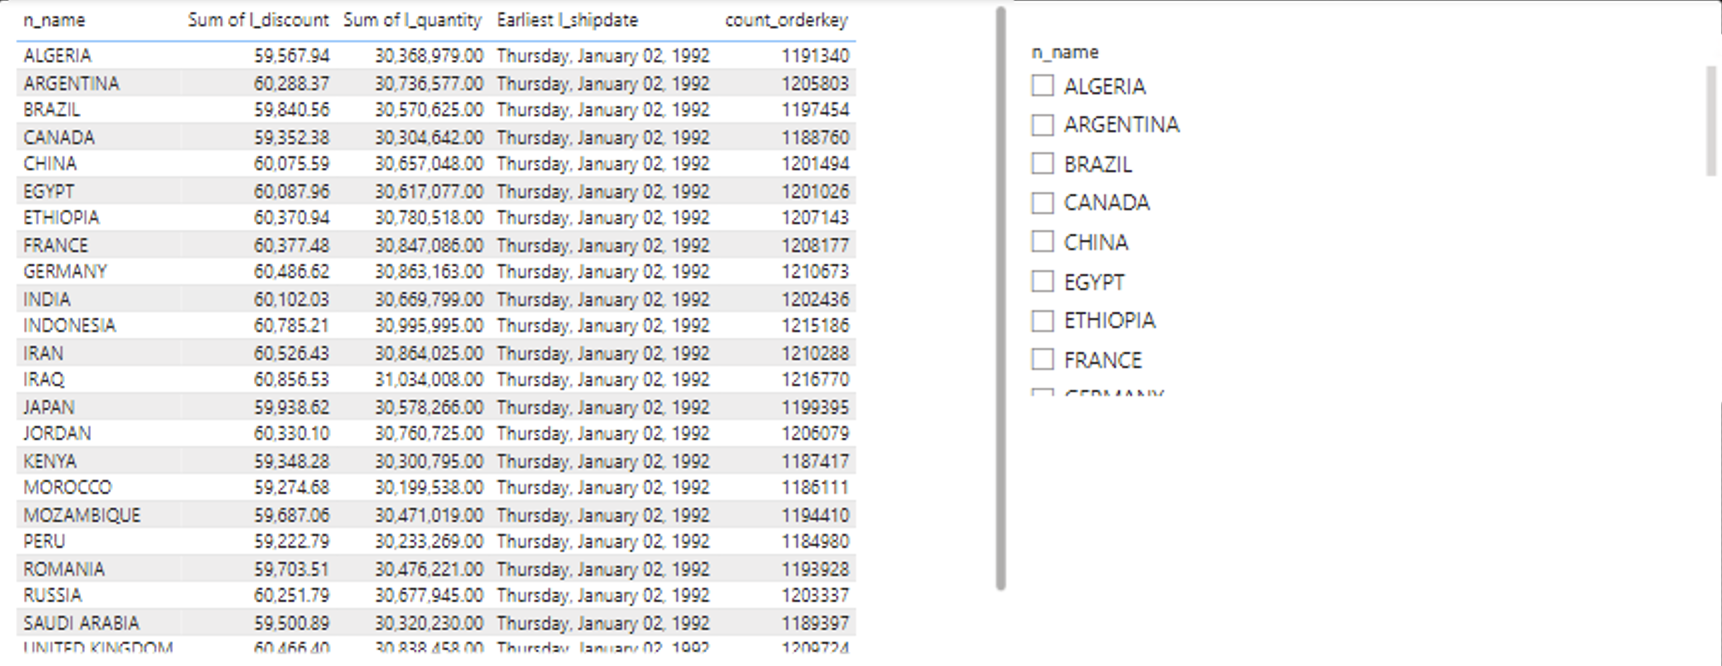 n_name Sum of l_discount Sum of l_quantity Earliest l_shipdate count_orderkey
ALGERIA 59,567.94 30,368,979.00 Thursday, January 02, 1992 1191340
ARGENTINA 60,288.37 30,736,577.00 Thursday, January 02, 1992 1205803
BRAZIL 59,840.56 30,570,625.00 Thursday, January 02, 1992 1197454
CANADA 59,352.38 30,304,642.00 Thursday, January 02, 1992 1188760
CHINA 60,075.59 30,657,048.00 Thursday, January 02, 1992 1201494
EGYPT 60,087.96 30,617,077.00 Thursday, January 02, 1992 1201026
ETHIOPIA 60,370.94 30,780,518.00 Thursday, January 02, 1992 1207143
FRANCE 60,377.48 30,847,086.00 Thursday, January 02, 1992 1208177
GERMANY 60,486.62 30,863,163.00 Thursday, January 02, 1992 1210673
INDIA 60,102.03 30,669,799.00 Thursday, January 02, 1992 1202436
INDONESIA 60,785.21 30,995,995.00 Thursday, January 02, 1992 1215186
IRAN 60,526.43 30,864,025.00 Thursday, January 02, 1992 1210288
IRAQ 60,856.53 31,034,008.00 Thursday, January 02, 1992 1216770
JAPAN 59,938.62 30,578,266.00 Thursday, January 02, 1992 1199395
JORDAN 60,330.10 30,760,725.00 Thursday, January 02, 1992 1206079
KENYA 59,348.28 30,300,795.00 Thursday, January 02, 1992 1187417
MOROCCO 59,274.68 30,199,538.00 Thursday, January 02, 1992 1186111
MOZAMBIQUE 59,687.06 30,471,019.00 Thursday, January 02, 1992 1194410
PERU 59,222.79 30,233,269.00 Thursday, January 02, 1992 1184980
ROMANIA 59,703.51 30,476,221.00 Thursday, January 02, 1992 1193928
RUSSIA 60,251.79 30,677,945.00 Thursday, January 02, 1992 1203337
SAUDI ARABIA 59,500.89 30,320,230.00 Thursday, January 02, 1992 1189397
UNITED KINGDOM 60,466.40 30,838,458.00 Thursday, January 02, 1992 1209724
n_name
ALGERIA
ARGENTINA
BRAZIL
CANADA
CHINA
EGYPT
ETHIOPIA
FRANCE
GERMANY